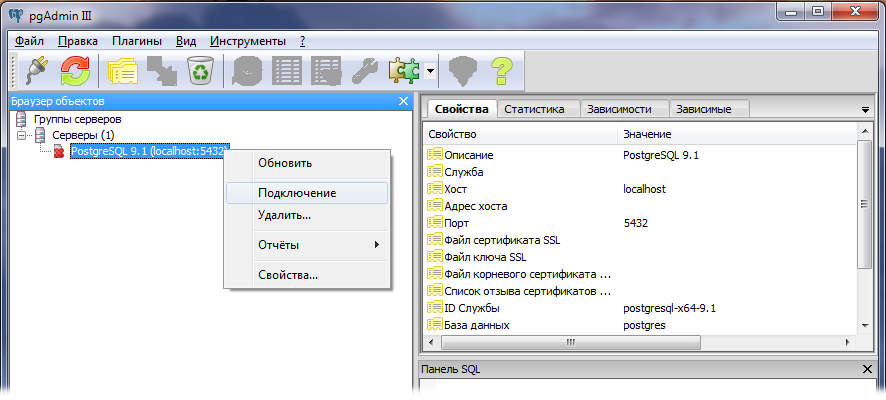 pgAdmin III
Файл Правка Плагины Вид Инструменты ?
Браузер объектов
Группы серверов
Серверы (1)
PostgreSQL 9.1 (localhost:5432)
Обновить
Подключение
Удалить...
Отчёты
Свойства...
Свойства Статистика Зависимости Зависимые
Свойство Значение
Описание PostgreSQL 9.1
Служба
Хост localhost
Адрес хоста
Порт 5432
Файл сертификата SSL
Файл ключа SSL
Файл корневого сертификата ...
Список отзыва сертификатов ...
ID Службы postgresql-x64-9.1
База данных postgres
Панель SQL